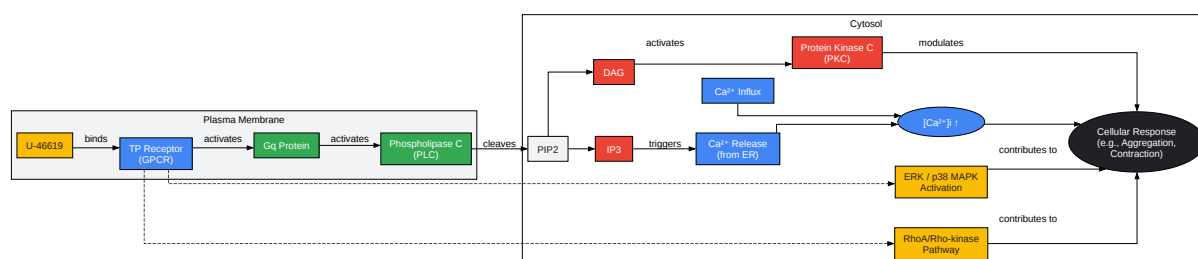 Cytosol
Protein Kinase C
(PKC)
activates
modulates
DAG
Ca²⁺ Influx
Plasma Membrane
U-46619
binds
TP Receptor
(GPCR)
activates
Gq Protein
activates
Phospholipase C
(PLC)
cleaves
PIP2
IP3
triggers
Ca²⁺ Release
(from ER)
[Ca²⁺]i ↑
Cellular Response
(e.g., Aggregation,
Contraction)
contributes to
ERK / p38 MAPK
Activation
contributes to
RhoA/Rho-kinase
Pathway